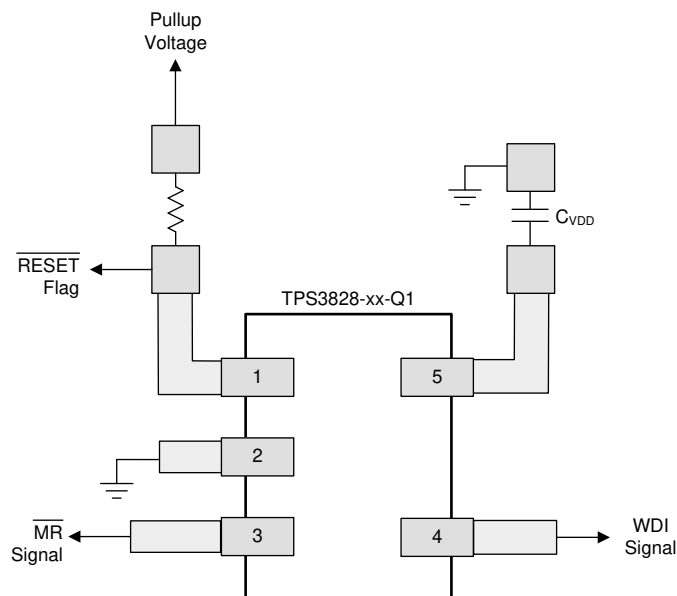 Pullup
Voltage
C_VDD
RESET
Flag
TPS3828-xx-Q1
1
5
2
MR
Signal
3
4
WDI
Signal